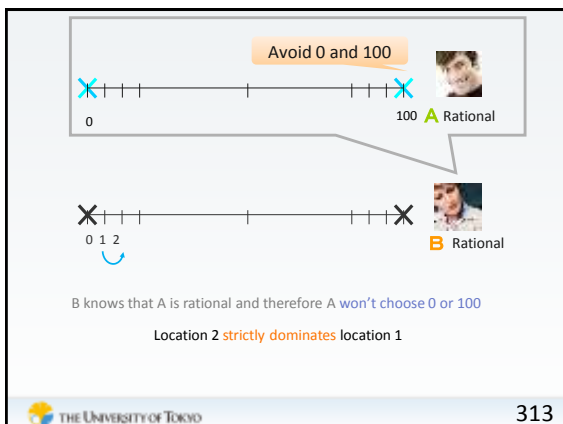 Avoid 0 and 100
0
100 A Rational
0 1 2
B Rational
B knows that A is rational and therefore A won't choose 0 or 100
Location 2 strictly dominates location 1
THE UNIVERSITY OF TOKYO
313